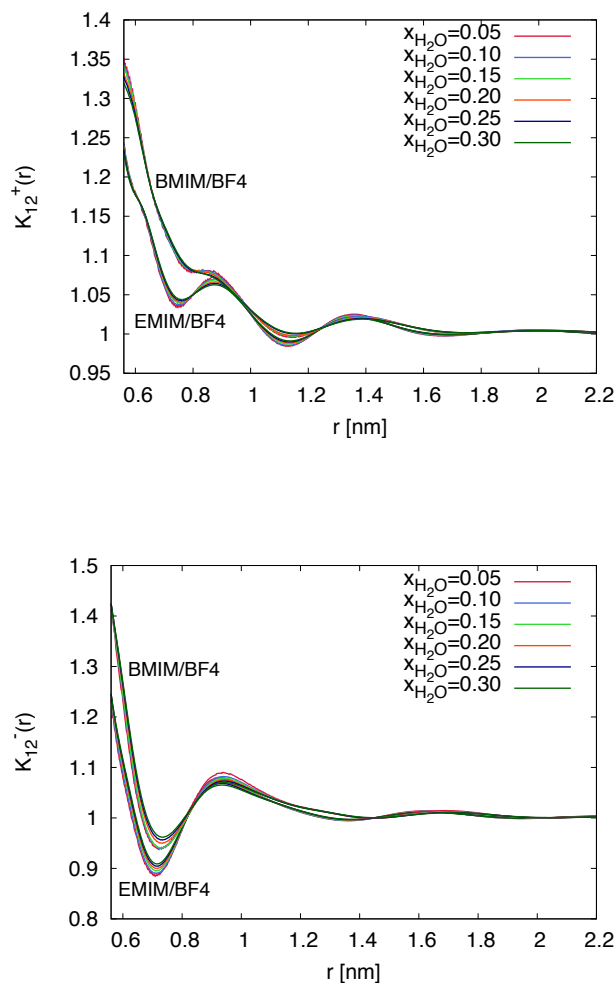 1.4
1.35
1.3
1.25
1.2
1.15
1.1
1.05
1
0.95
K12+(r)
xH2O=0.05
xH2O=0.10
xH2O=0.15
xH2O=0.20
xH2O=0.25
xH2O=0.30
BMIM/BF4
EMIM/BF4
0.6 0.8 1 1.2 1.4 1.6 1.8 2 2.2
r [nm]
1.5
1.4
1.3
1.2
1.1
1.0
0.9
0.8
K12-(r)
xH2O=0.05
xH2O=0.10
xH2O=0.15
xH2O=0.20
xH2O=0.25
xH2O=0.30
BMIM/BF4
EMIM/BF4
0.6 0.8 1 1.2 1.4 1.6 1.8 2 2.2
r [nm]